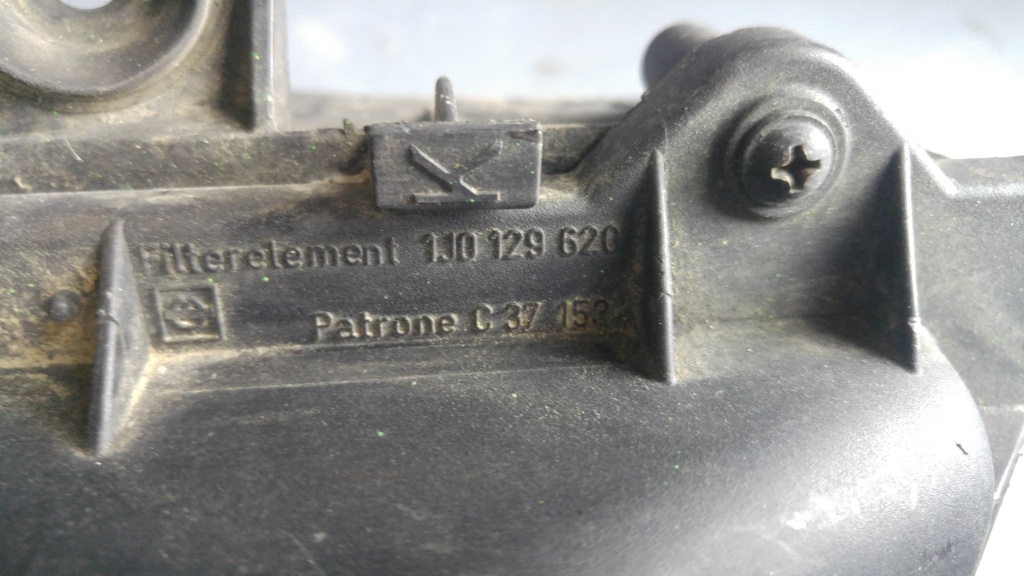 K
Filterelement 1J0 129 620
Patrone C 37 153